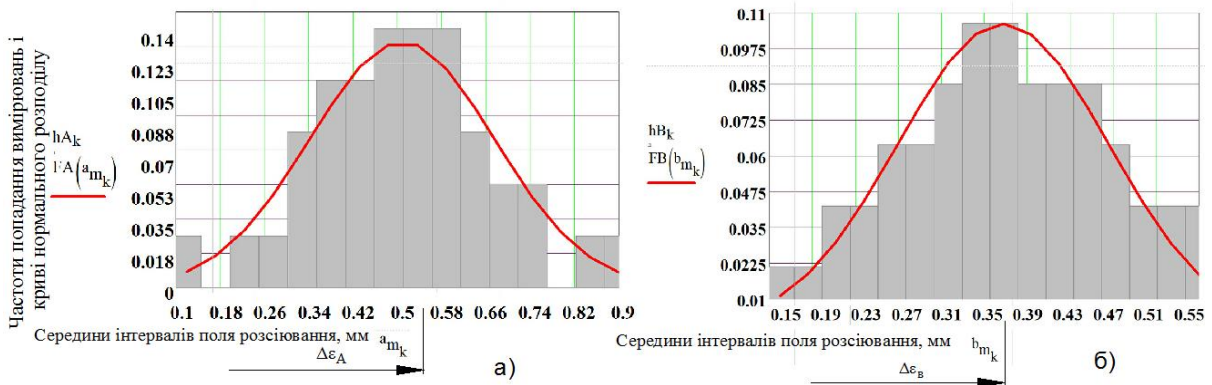 Частоти попадання вимірювань і
криві нормального розподілу
hA_k
FA(a_m_k)
0.14
0.123
0.105
0.088
0.07
0.053
0.035
0.018
0
0.1 0.18 0.26 0.34 0.42 0.5 0.58 0.66 0.74 0.82 0.9
Середини інтервалів поля розсіювання, мм a_m_k
Δε_A
а)
hB_k
FB(b_m_k)
0.11
0.0975
0.085
0.0725
0.06
0.0475
0.035
0.0225
0.01
0.15 0.19 0.23 0.27 0.31 0.35 0.39 0.43 0.47 0.51 0.55
Середини інтервалів поля розсіювання, мм b_m_k
Δε_в
б)